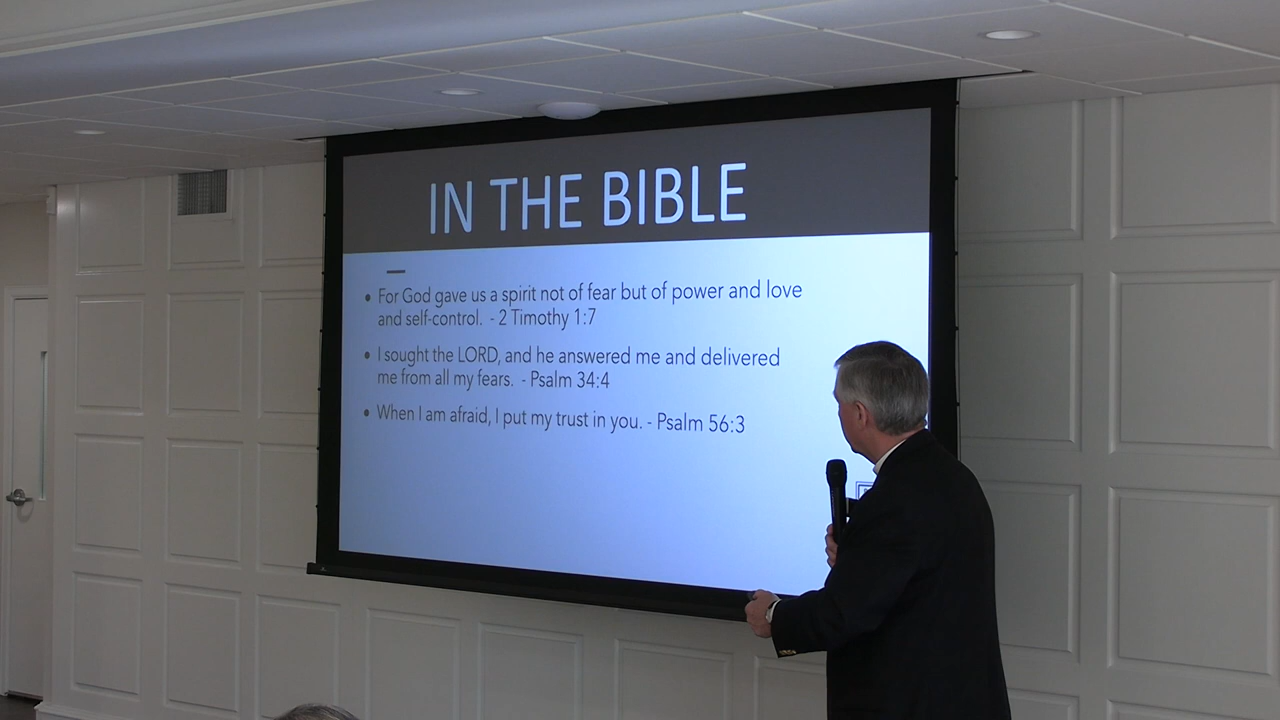 IN THE BIBLE
• For God gave us a spirit not of fear but of power and love
and self-control. - 2 Timothy 1:7
• I sought the LORD, and he answered me and delivered
me from all my fears. - Psalm 34:4
• When I am afraid, I put my trust in you. - Psalm 56:3